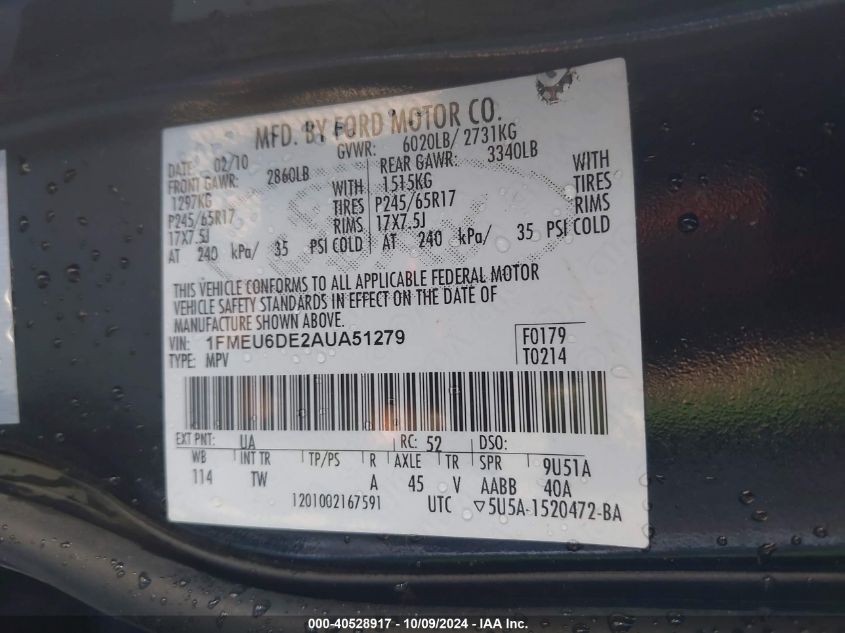 MFD. BY FORD MOTOR CO.
DATE: 02/10 GVWR: 6020LB/ 2731KG
FRONT GAWR: 2860LB REAR GAWR: 3340LB
1297KG WITH 1515KG WITH
P245/65R17 TIRES P245/65R17 TIRES
17X7.5J RIMS 17X7.5J RIMS
AT 240 kPa/ 35 PSI COLD AT 240 kPa/ 35 PSI COLD
THIS VEHICLE CONFORMS TO ALL APPLICABLE FEDERAL MOTOR
VEHICLE SAFETY STANDARDS IN EFFECT ON THE DATE OF
MANUFACTURE SHOWN ABOVE.
VIN: 1FMEU6DE2AUA51279 F0179
TYPE: MPV T0214
EXT PNT: UA RC: 52 DSO:
WB INT TR TP/PS R AXLE TR SPR 9U51A
114 TW A 45 V AABB 40A
1201002167591 UTC ▽5U5A-1520472-BA
000-40528917 - 10/09/2024 - IAA Inc.